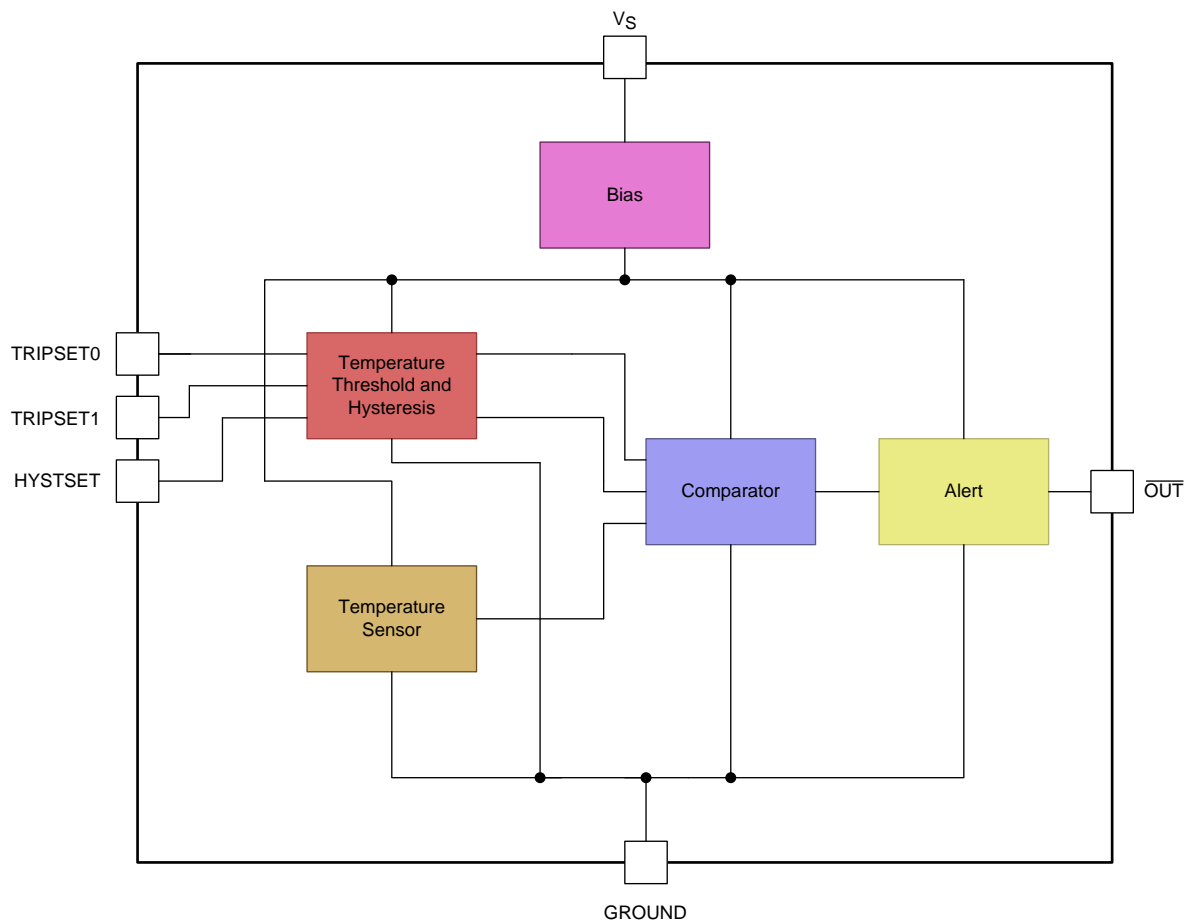 VS
Bias
TRIPSET0
TRIPSET1
HYSTSET
Temperature
Threshold and
Hysteresis
Comparator
Alert
OUT
Temperature
Sensor
GROUND